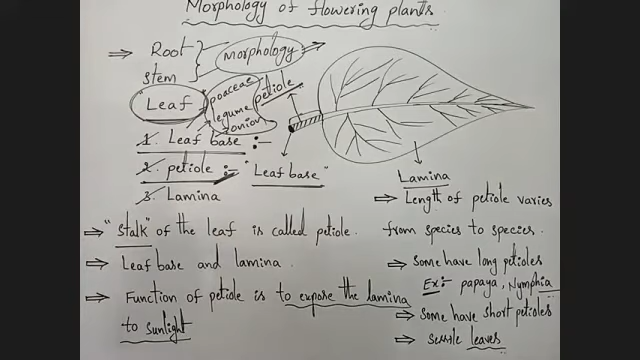 Morphology of flowering plants.
⇒ Root
stem
morphology
"Leaf"
poaceae
legume
onion
petiole
1. Leaf base :-
2. petiole :-
3. Lamina
"Leaf base"
Lamina
⇒ "Stalk" of the leaf is called petiole.
⇒ Leaf base and lamina.
⇒ Function of petiole is to expose the lamina
to sunlight
⇒ Length of petiole varies
from species to species.
⇒ Some have long petioles
Ex:- papaya, Nymphia
⇒ Some have short petioles
⇒ sessile leaves